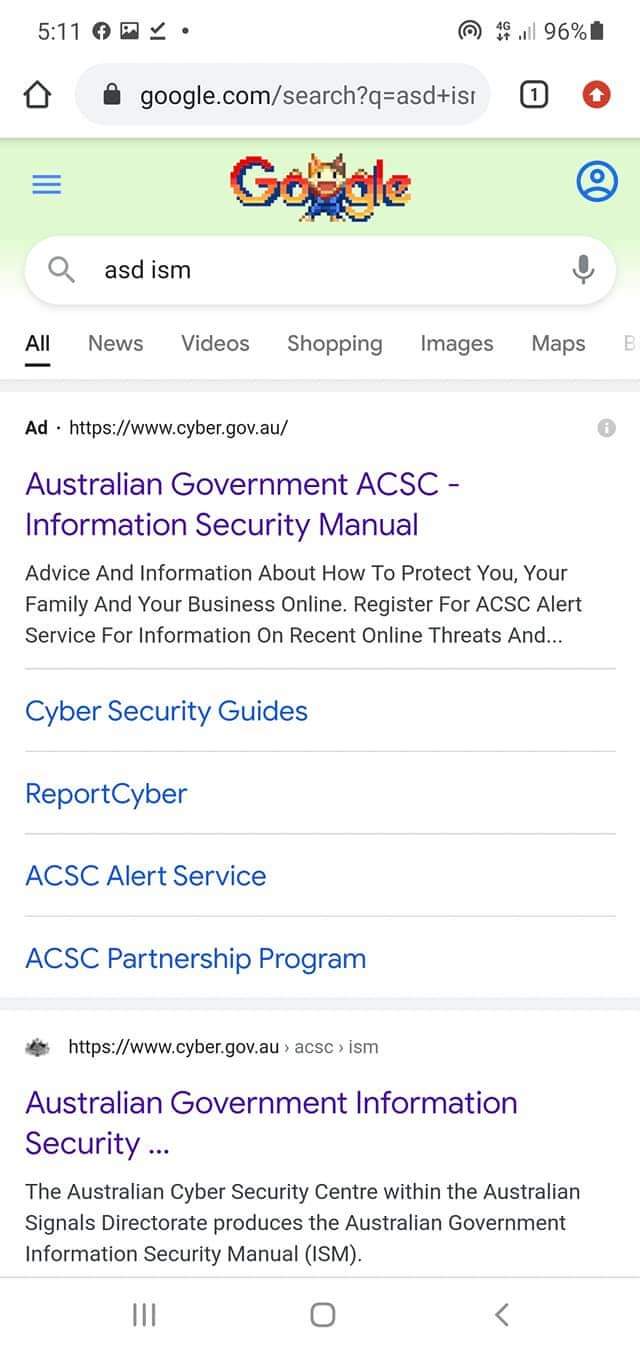 5:11 4G 96%
google.com/search?q=asd+isr 1
Google
asd ism
All News Videos Shopping Images Maps B
Ad · https://www.cyber.gov.au/
Australian Government ACSC -
Information Security Manual
Advice And Information About How To Protect You, Your
Family And Your Business Online. Register For ACSC Alert
Service For Information On Recent Online Threats And...
Cyber Security Guides
ReportCyber
ACSC Alert Service
ACSC Partnership Program
https://www.cyber.gov.au › acsc › ism
Australian Government Information
Security ...
The Australian Cyber Security Centre within the Australian
Signals Directorate produces the Australian Government
Information Security Manual (ISM).